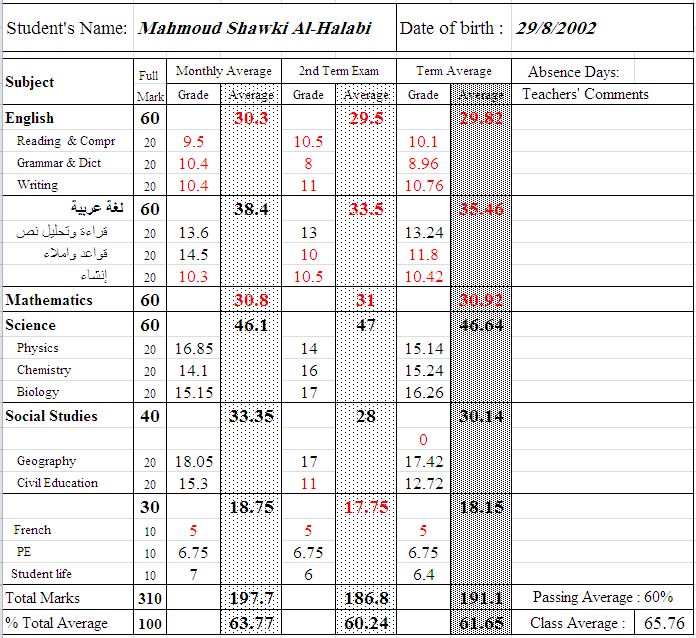 Student's Name: Mahmoud Shawki Al-Halabi Date of birth : 29/8/2002
Subject Full Mark Monthly Average 2nd Term Exam Term Average Absence Days:
Grade Average Grade Average Grade Average Teachers' Comments
English 60 30.3 29.5 29.82
Reading & Compr 20 9.5 10.5 10.1
Grammar & Dict 20 10.4 8 8.96
Writing 20 10.4 11 10.76
لغة عربية 60 38.4 33.5 35.46
قراءة وتحليل نص 20 13.6 13 13.24
قواعد واملاء 20 14.5 10 11.8
إنشاء 20 10.3 10.5 10.42
Mathematics 60 30.8 31 30.92
Science 60 46.1 47 46.64
Physics 20 16.85 14 15.14
Chemistry 20 14.1 16 15.24
Biology 20 15.15 17 16.26
Social Studies 40 33.35 28 30.14
0
Geography 20 18.05 17 17.42
Civil Education 20 15.3 11 12.72
30 18.75 17.75 18.15
French 10 5 5 5
PE 10 6.75 6.75 6.75
Student life 10 7 6 6.4
Total Marks 310 197.7 186.8 191.1 Passing Average : 60%
% Total Average 100 63.77 60.24 61.65 Class Average : 65.76